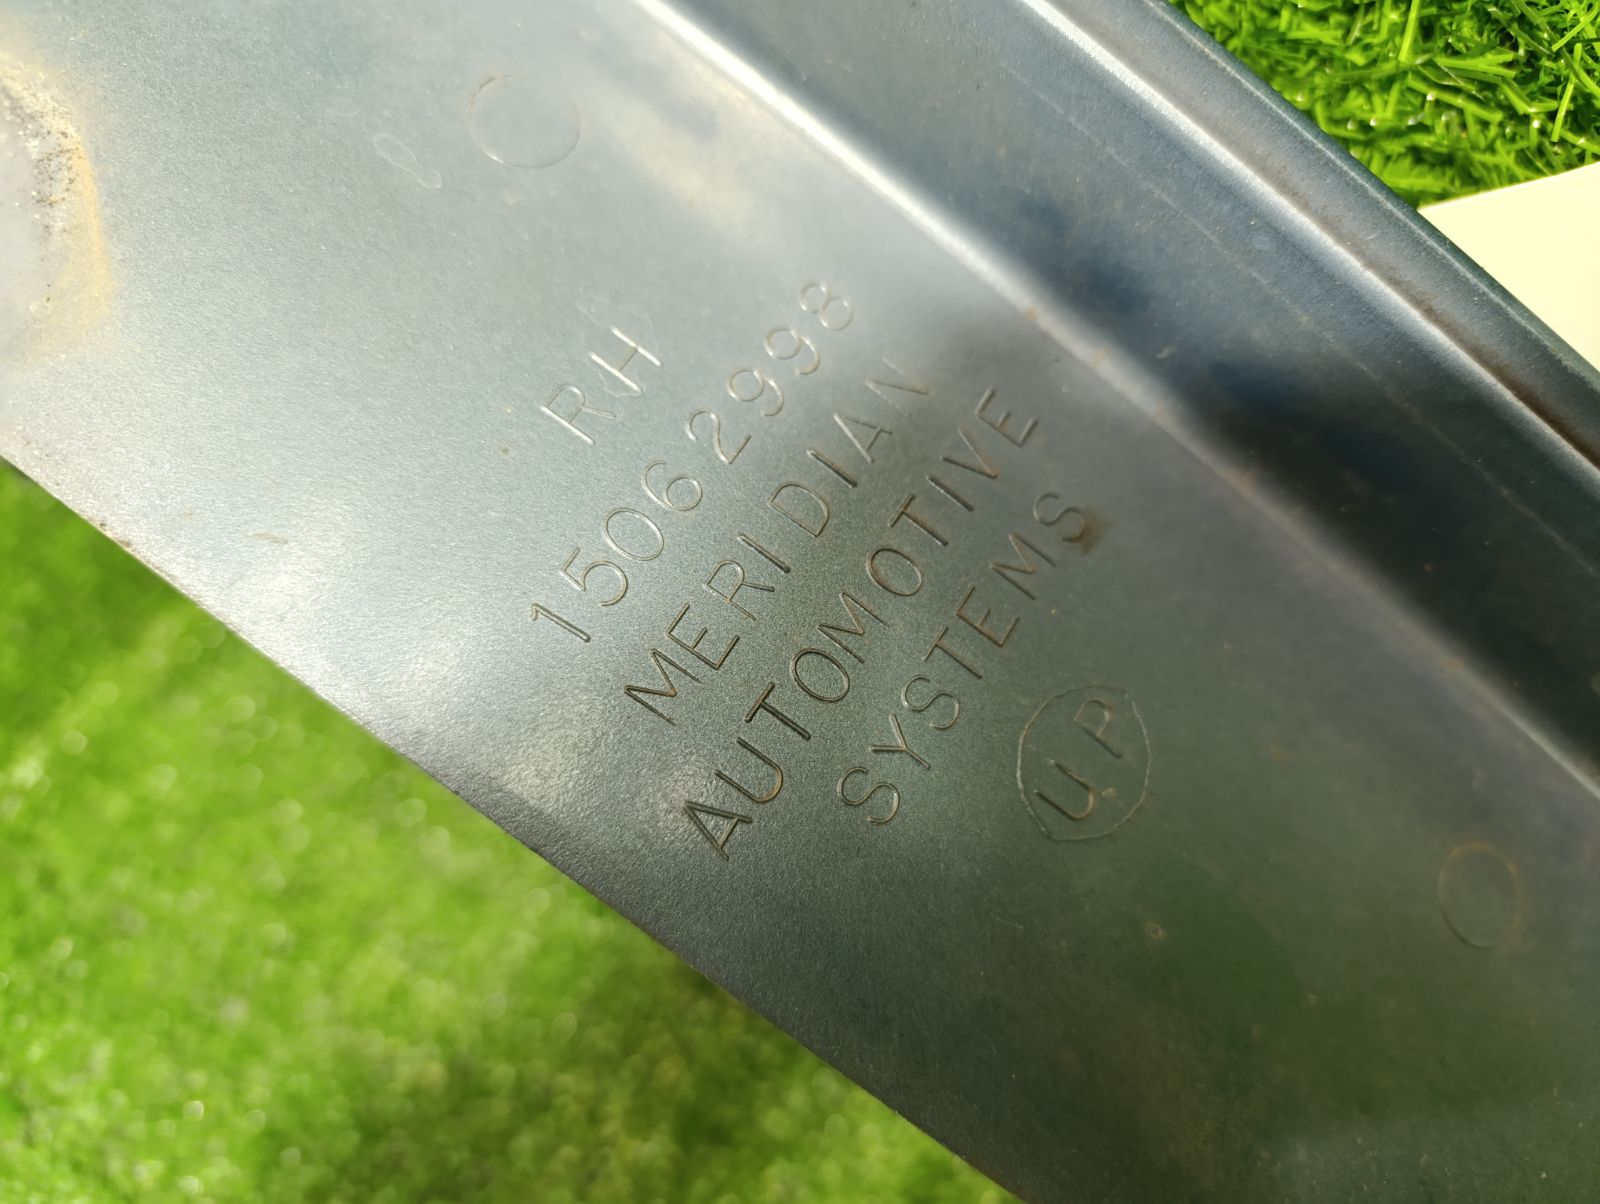 RH
15062998
MERIDIAN
AUTOMOTIVE
SYSTEMS
UP